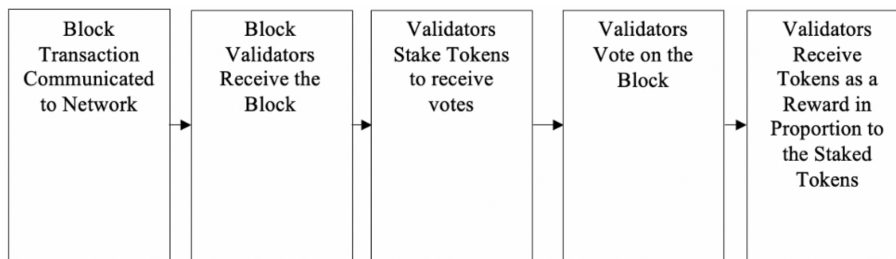 Block
Transaction
Communicated
to Network
Block
Validators
Receive the
Block
Validators
Stake Tokens
to receive
votes
Validators
Vote on the
Block
Validators
Receive
Tokens as a
Reward in
Proportion to
the Staked
Tokens